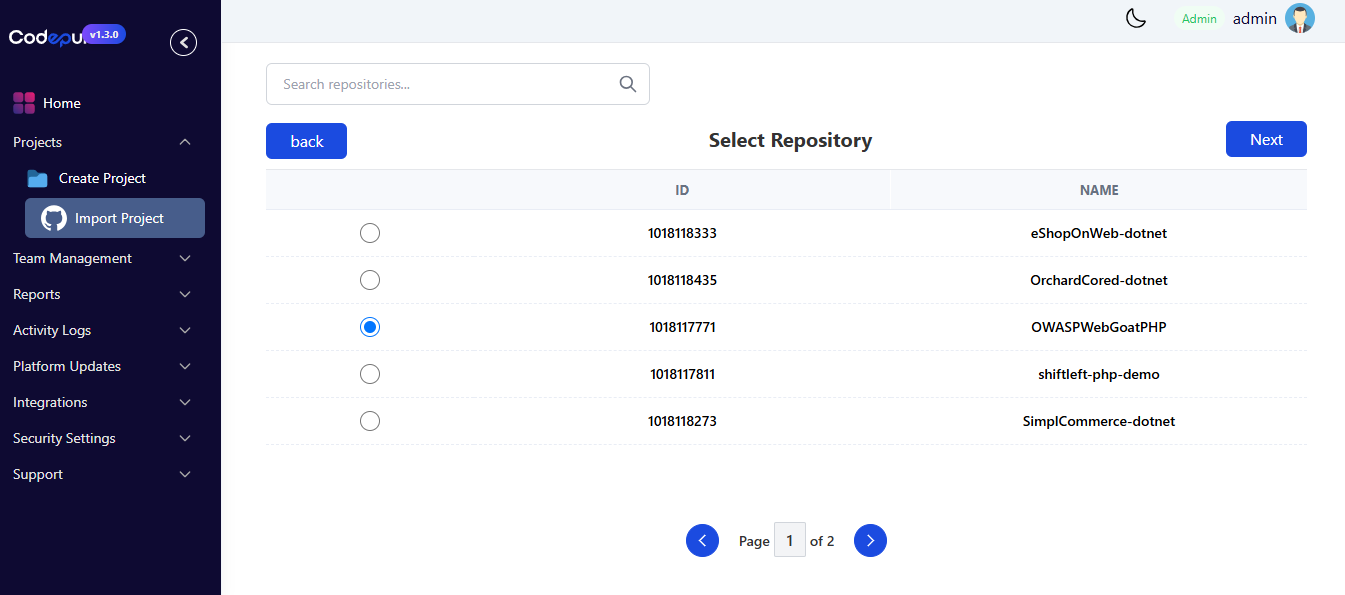 v1.3.0
Admin
admin
Home
Search repositories...
Projects
back
Select Repository
Next
Create Project
Import Project
ID
NAME
1018118333
eShopOnWeb-dotnet
Team Management
1018118435
OrchardCored-dotnet
Reports
Activity Logs
1018117771
OWASPWebGoatPHP
Platform Updates
1018117811
shiftleft-php-demo
Integrations
1018118273
SimplCommerce-dotnet
Security Settings
Support
Page 1 of 2